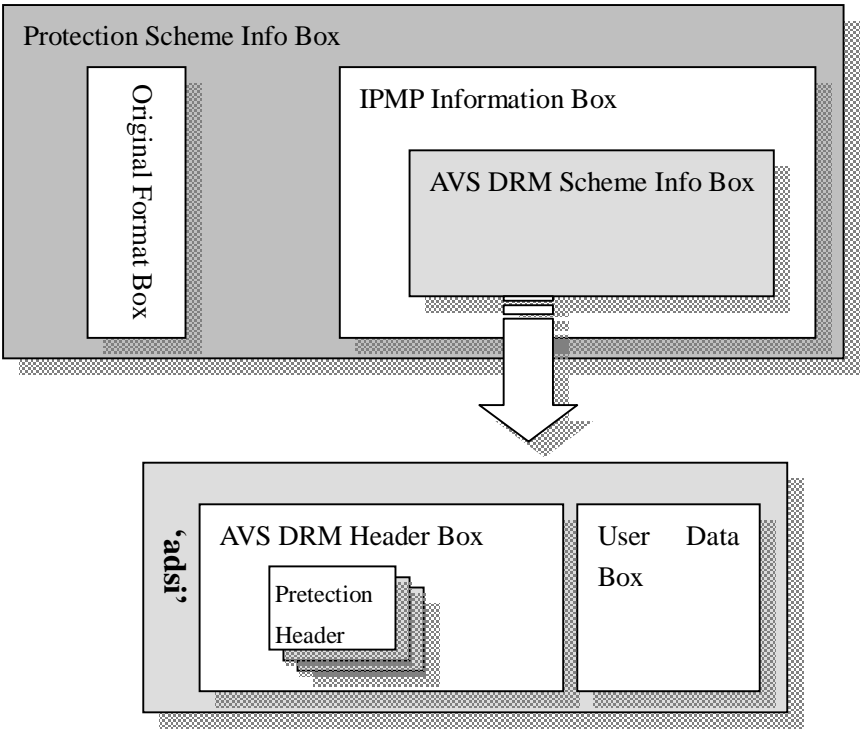 Protection Scheme Info Box
Original Format Box
IPMP Information Box
AVS DRM Scheme Info Box
‘adsi’
AVS DRM Header Box
Pretection
Header
User Data
Box